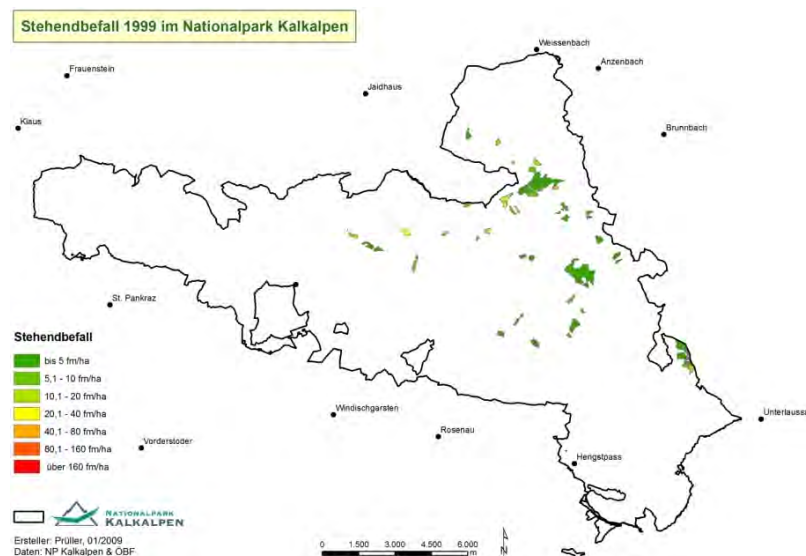 Stehendbefall 1999 im Nationalpark Kalkalpen
Weissenbach
Frauenstein
Anzenbach
Jaidhaus
Klaus
Brunnbach
St. Pankraz
Stehendbefall
bis 5 fm/ha
5,1 - 10 fm/ha
10,1 - 20 fm/ha
20,1 - 40 fm/ha
40,1 - 80 fm/ha
80,1 - 160 fm/ha
über 160 fm/ha
Windischgarsten
Unterlaussa
Rosenau
Vorderstoder
Hengstpass
NATIONALPARK
KALKALPEN
Ersteller: Prüller, 01/2009
Daten: NP Kalkalpen & ÖBF
0 1.500 3.000 4.500 6.000 m
N